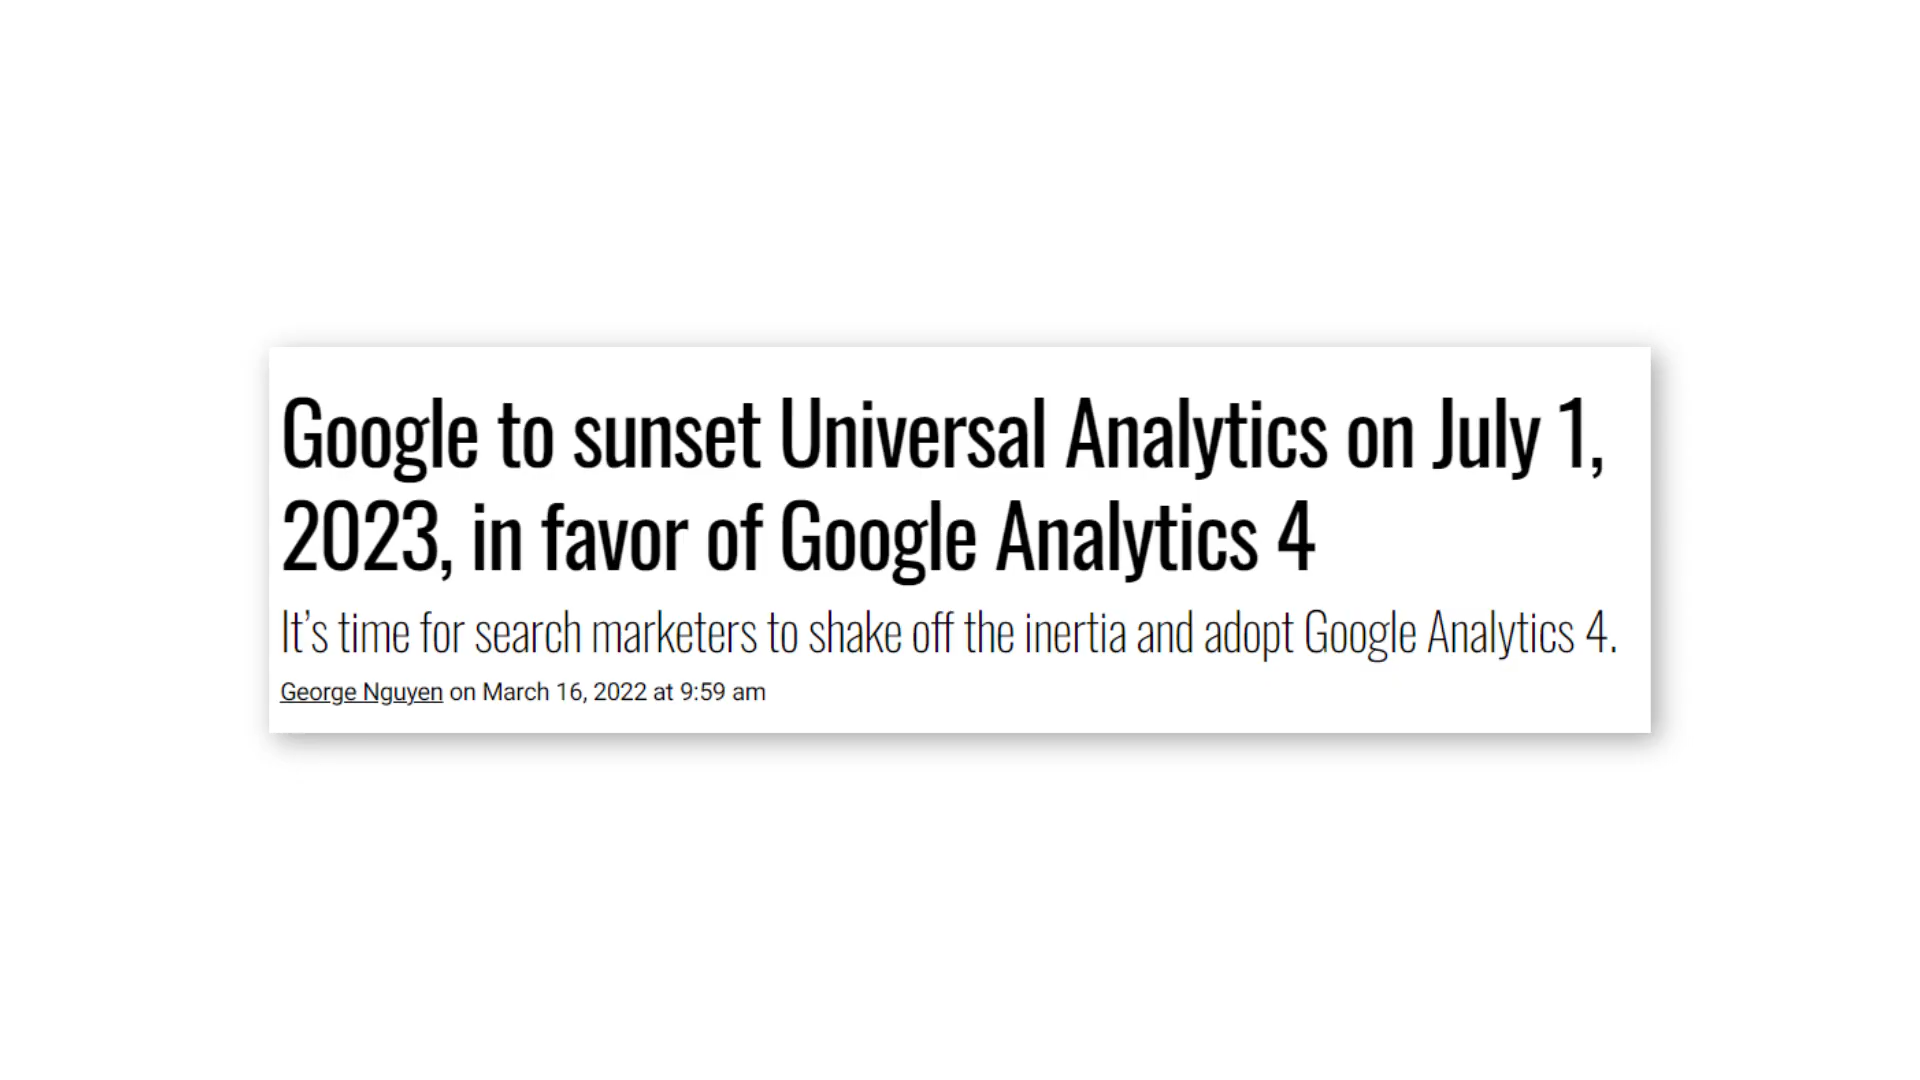 Google to sunset Universal Analytics on July 1,
2023, in favor of Google Analytics 4
It’s time for search marketers to shake off the inertia and adopt Google Analytics 4.
George Nguyen on March 16, 2022 at 9:59 am